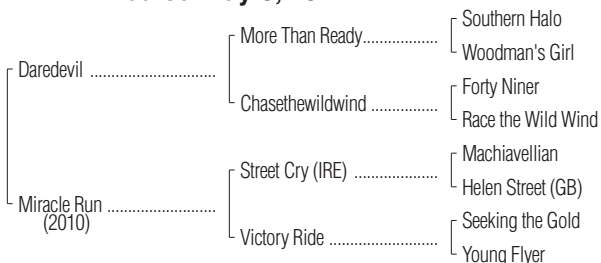 Southern Halo
More Than Ready
Woodman's Girl
Daredevil
Forty Niner
Chasethewildwind
Race the Wild Wind
Machiavellian
Street Cry (IRE)
Helen Street (GB)
Miracle Run
(2010)
Seeking the Gold
Victory Ride
Young Flyer